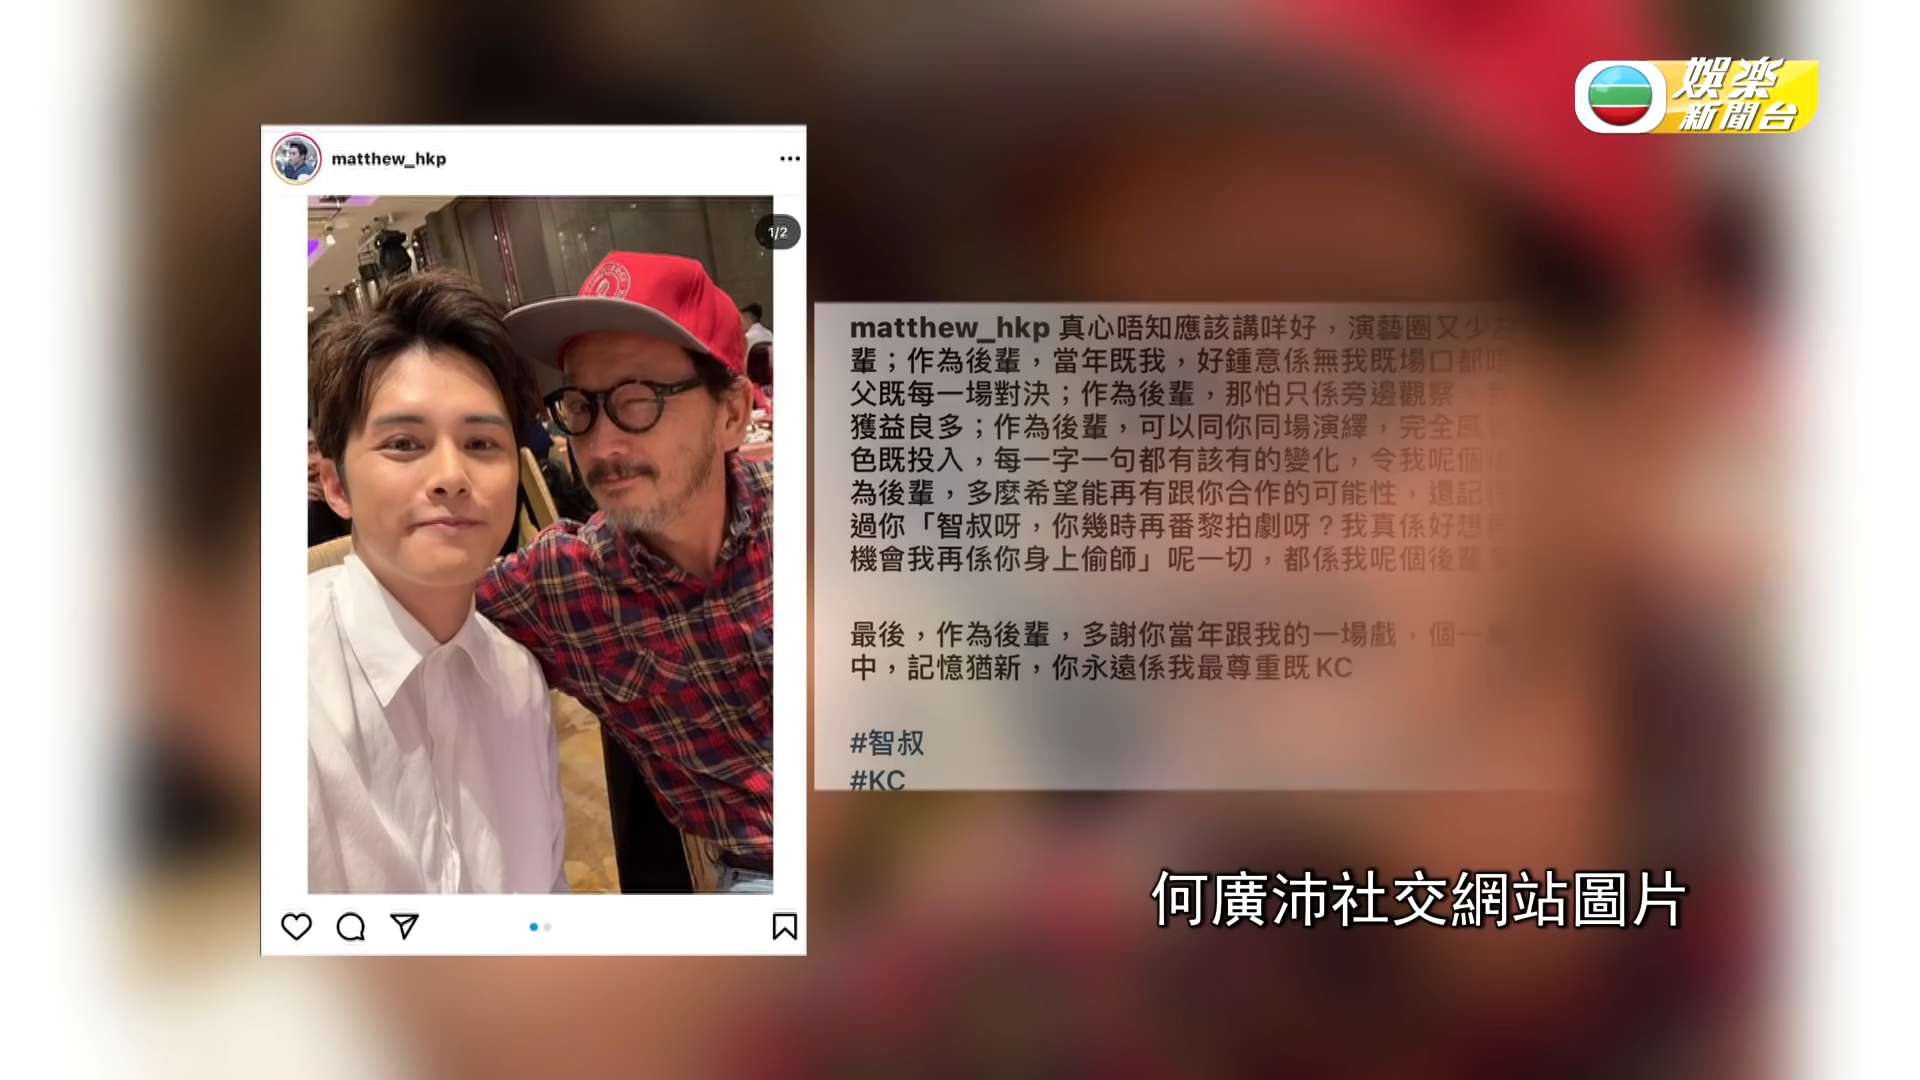 娛樂
新聞台
matthew_hkp
1/2
matthew_hkp 真心唔知應該講咩好，演藝圈又少
輩；作為後輩，當年既我，好鍾意係無我既場口都
父既每一場對決；作為後輩，那怕只係旁邊觀察，
獲益良多；作為後輩，可以同你同場演繹，完全感
色既投入，每一字一句都有該有的變化，令我呢個
為後輩，多麼希望能再有跟你合作的可能性，還記
過你「智叔呀，你幾時再番黎拍劇呀？我真係好想
機會我再係你身上偷師」呢一切，都係我呢個後輩
最後，作為後輩，多謝你當年跟我的一場戲，個一
中，記憶猶新，你永遠係我最尊重既KC
#智叔
#KC
何廣沛社交網站圖片